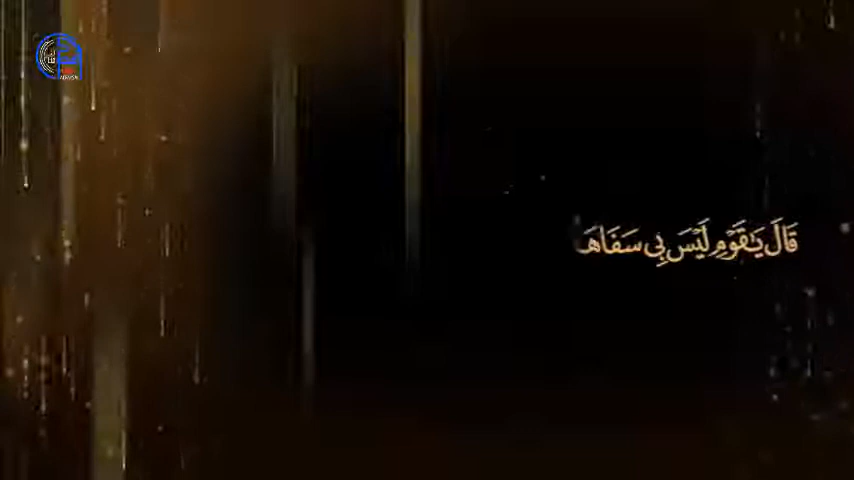 قَالَ يَٰقَوْمِ لَيْسَ بِى سَفَاهَ